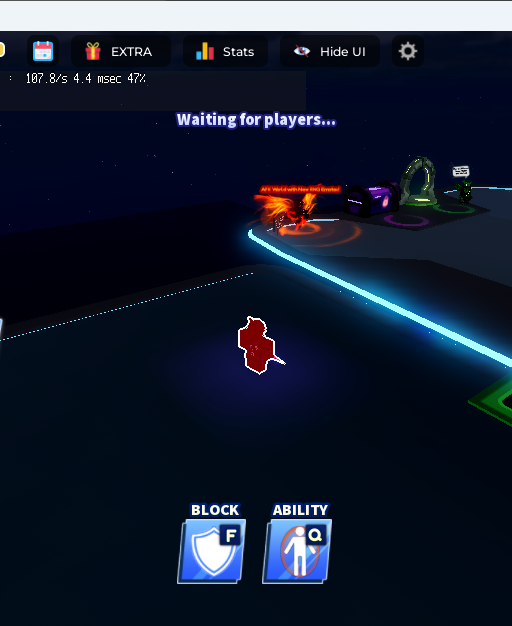 EXTRA
Stats
Hide UI
: 107.8/s 4.4 msec 47%
Waiting for players...
BLOCK
ABILITY
F
Q